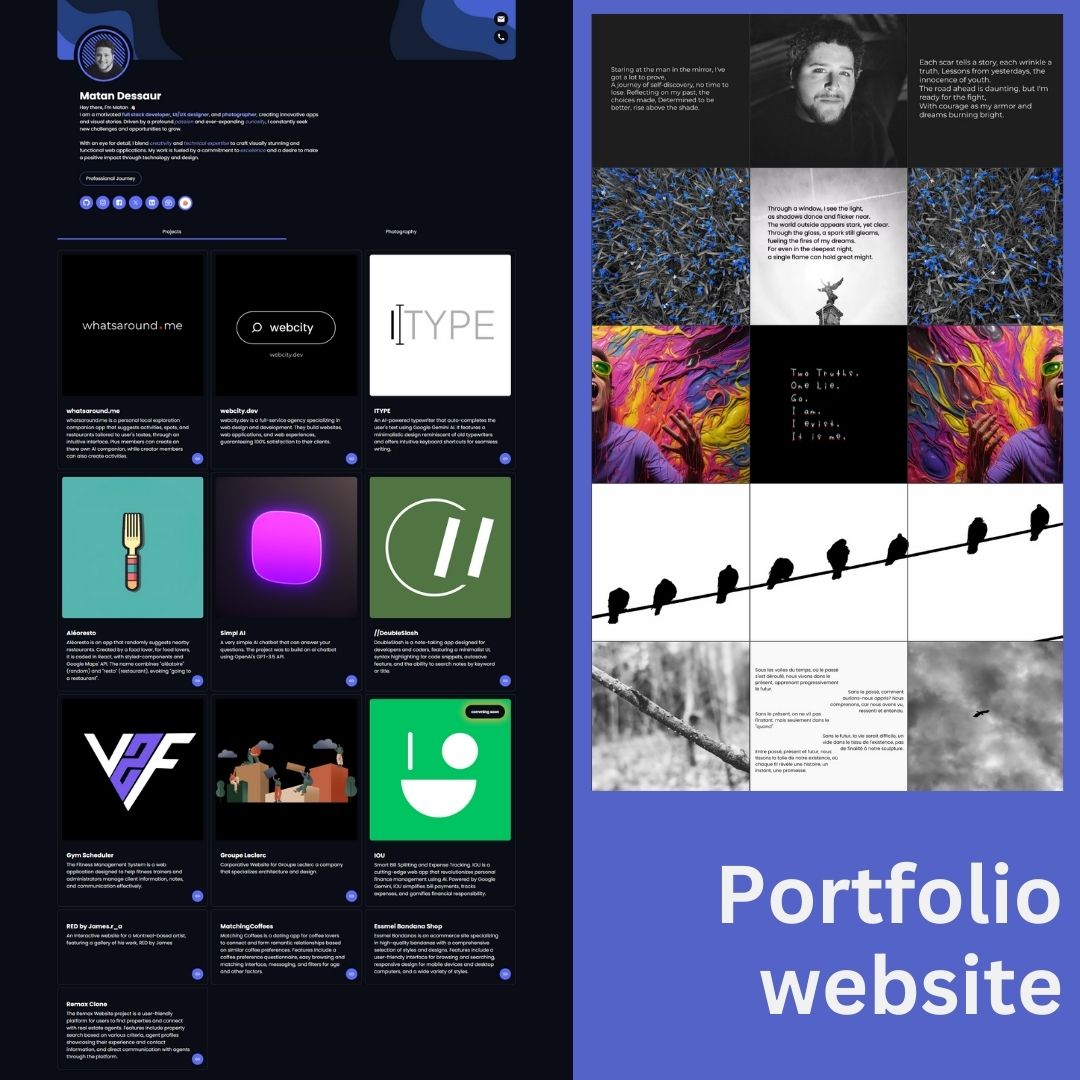 Matan Dessaur
Hey there, I'm Matan
I am a motivated full stack developer, UI/UX designer, and photographer, creating innovative apps
and visual stories. Driven by a profound passion and ever-expanding curiosity, I constantly seek
new challenges and opportunities to grow.
With an eye for detail, I blend creativity and technical expertise to craft visually stunning and
functional web applications. My work is fueled by a commitment to excellence and a desire to make
a positive impact through technology and design.
Professional Journey
Projects
Photography
whatsaround.me
webcity
webcity.dev
ITYPE
whatsaround.me
whatsaround.me is a personal local exploration
companion app that suggests activities, spots, and
restaurants tailored to user's tastes, through an
intuitive interface. Plus members can create an
there own AI companion, while creator members
can also create activities.
webcity.dev
webcity.dev is a full-service agency specializing in
web design and development. They build websites,
web applications, and web experiences,
guaranteeing 100% satisfaction to their clients.
ITYPE
An AI-powered typewriter that auto-completes the
user's text using Google Gemini AI. It features a
minimalistic design reminiscent of old typewriters
and offers intuitive keyboard shortcuts for seamless
writing.
Aléoresto
Aléoresto is an app that randomly suggests nearby
restaurants. Created by a food lover, for food lovers,
it is coded in React, with styled-components and
Google Maps' API. The name combines "aléatoire"
(random) and "resto" (restaurant), evoking "going to
a restaurant".
Simpl AI
A very simple AI chatbot that can answer your
questions. The project was to build an ai chatbot
using OpenAI's GPT-3.5 API.
//DoubleSlash
DoubleSlash is a note-taking app designed for
developers and coders, featuring a minimalist UI,
syntax highlighting for code snippets, autosave
feature, and the ability to search notes by keyword
or title.
V2F
comming soon
Gym Scheduler
The Fitness Management System is a web
application designed to help fitness trainers and
administrators manage client information, notes,
and communication effectively.
Groupe Leclerc
Corporative Website for Groupe Leclerc a company
that specializes architecture and design.
IOU
Smart Bill Splitting and Expense Tracking. IOU is a
cutting-edge web app that revolutionizes personal
finance management using AI. Powered by Google
Gemini, IOU simplifies bill payments, tracks
expenses, and gamifies financial responsibility.
RED by James.r_a
An interactive website for a Montreal-based artist,
featuring a gallery of his work, RED by James
MatchingCoffees
Matching Coffees is a dating app for coffee lovers
to connect and form romantic relationships based
on similar coffee preferences. Features include a
coffee preference questionnaire, easy browsing and
matching interface, messaging, and filters for age
and other factors.
Essmel Bandana Shop
Essmel Bandanas is an ecommerce site specializing
in high-quality bandanas with a comprehensive
selection of styles and designs. Features include a
user-friendly interface for browsing and searching,
responsive design for mobile devices and desktop
computers, and a wide variety of styles.
Remax Clone
The Remax Website project is a user-friendly
platform for users to find properties and connect
with real estate agents. Features include property
search based on various criteria, agent profiles
showcasing their experience and contact
information, and direct communication with agents
through the platform.
Staring at the man in the mirror, I've
got a lot to prove,
A journey of self-discovery, no time to
lose. Reflecting on my past, the
choices made, Determined to be
better, rise above the shade.
Each scar tells a story, each wrinkle a
truth, Lessons from yesterdays, the
innocence of youth.
The road ahead is daunting, but I'm
ready for the fight,
With courage as my armor and
dreams burning bright.
Through a window, I see the light,
as shadows dance and flicker near.
The world outside appears stark, yet clear.
Through the glass, a spark still gleams,
fueling the fires of my dreams.
For even in the deepest night,
a single flame can hold great might.
Two Truths.
One Lie.
Go.
I am.
I exist.
It is me.
Sous les voiles du temps, où le passé
s'est déroulé, nous vivons dans le
présent, apprenant progressivement
le futur.
Sans le passé, comment
aurions-nous appris? Nous
comprenons, car nous avons vu,
ressenti et entendu.
Sans le présent, on ne vit pas
l'instant, mais seulement dans le
"quand"
Sans le futur, la vie serait difficile, un
vide dans le tissu de l'existence, pas
de finalité à notre sculpture.
Entre passé, présent et futur, nous
tissons la toile de notre existence, où
chaque fil révèle une histoire, un
instant, une promesse.
Portfolio
website